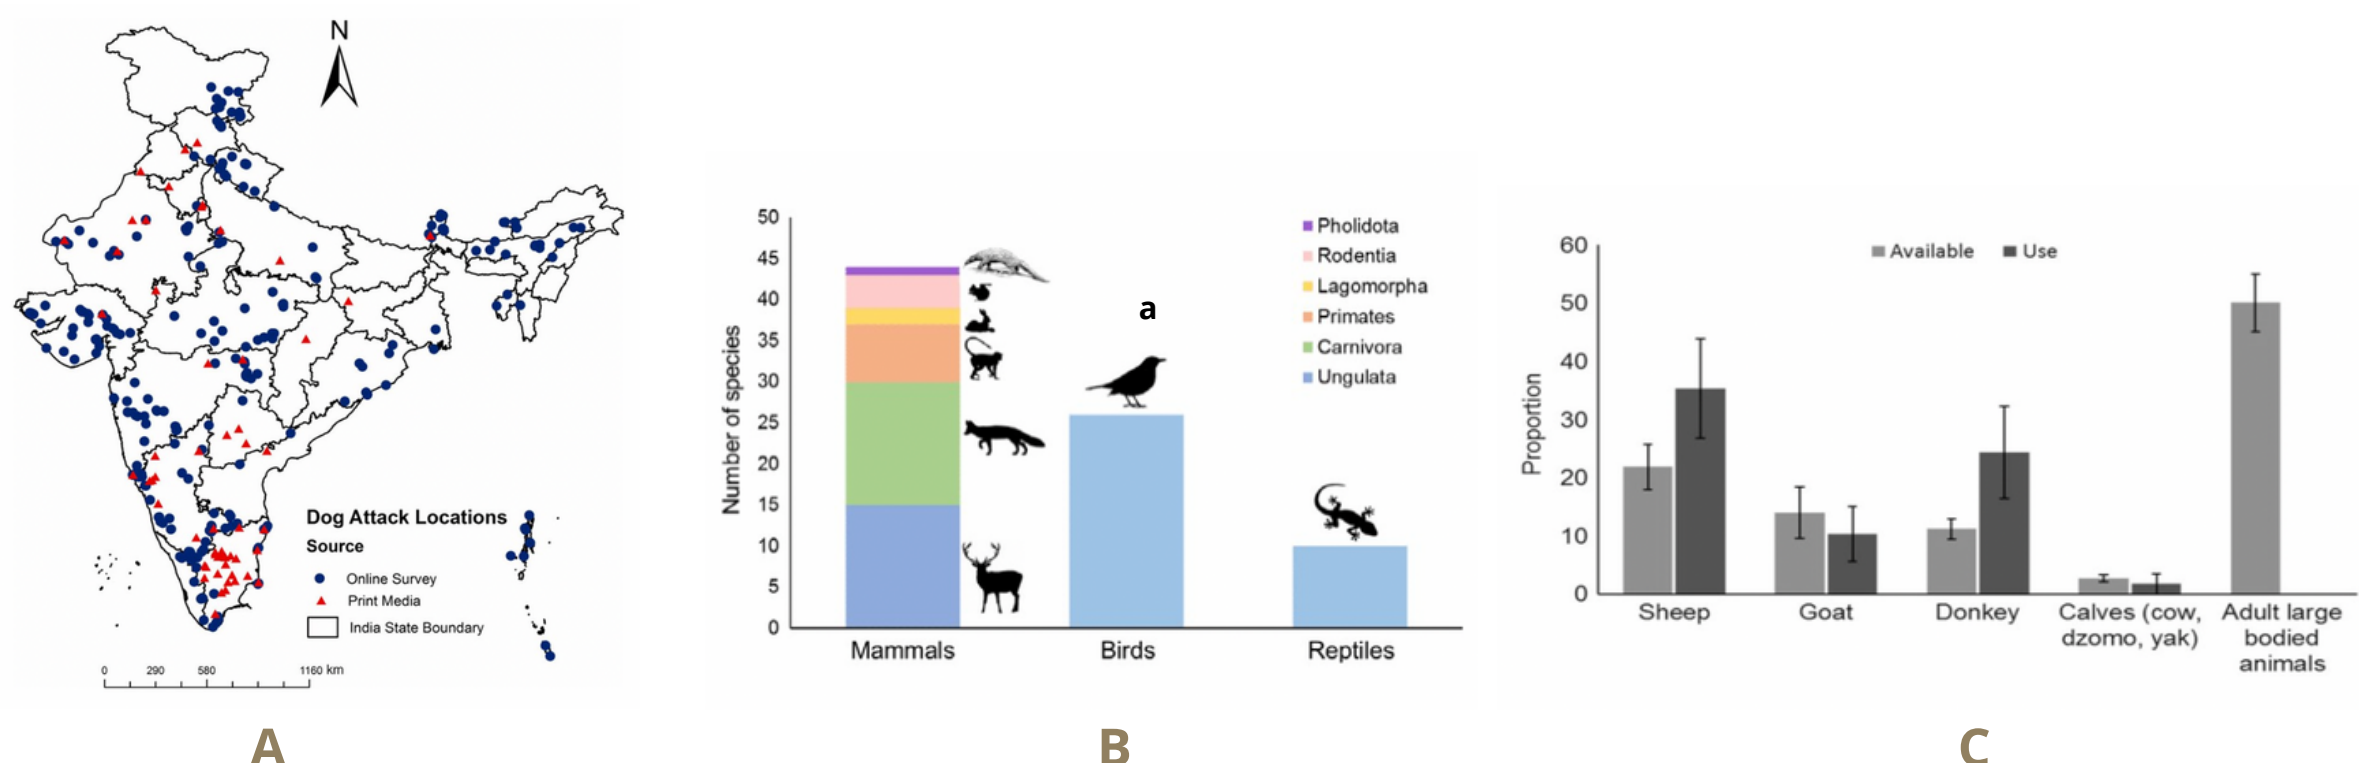 N
Dog Attack Locations
Source
Online Survey
Print Media
India State Boundary
0 290 580 1160 km
A
50
45
40
35
30
25
20
15
10
5
0
Number of species
Pholidota
Rodentia
Lagomorpha
Primates
Carnivora
Ungulata
a
Mammals Birds Reptiles
B
60
50
40
30
20
10
0
Proportion
Available Use
Sheep Goat Donkey Calves (cow, Adult large
dzomo, yak) bodied
animals
C